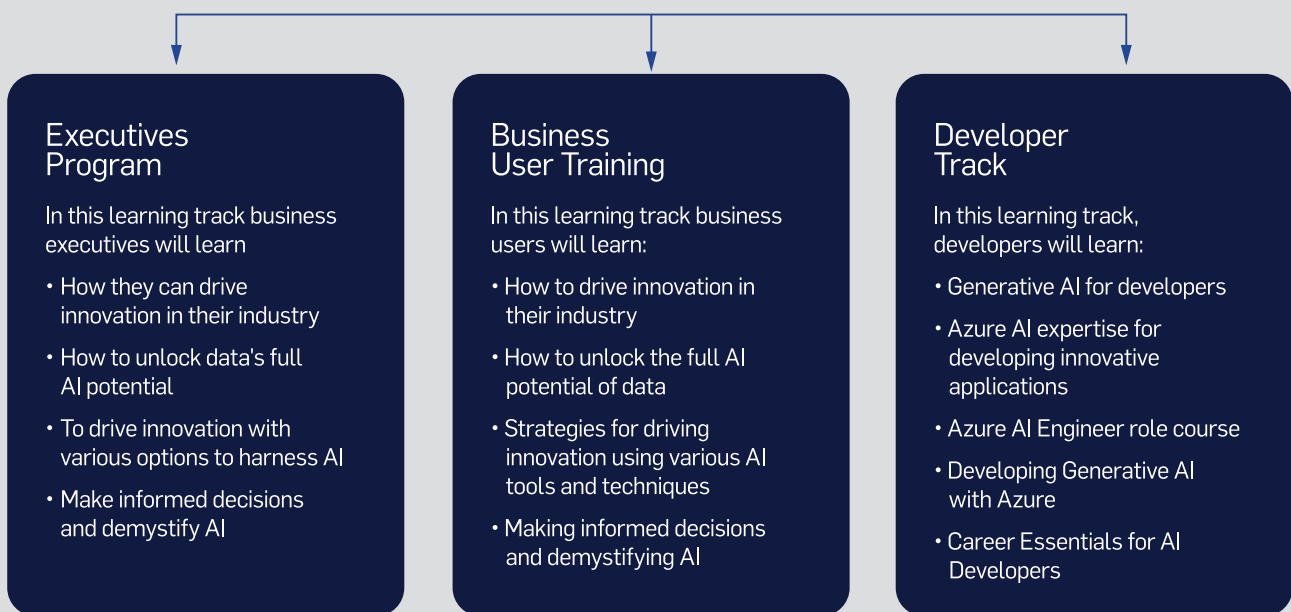 Executives
Program
In this learning track business
executives will learn
• How they can drive
innovation in their industry
• How to unlock data's full
AI potential
• To drive innovation with
various options to harness AI
• Make informed decisions
and demystify AI
Business
User Training
In this learning track business
users will learn:
• How to drive innovation in
their industry
• How to unlock the full AI
potential of data
• Strategies for driving
innovation using various AI
tools and techniques
• Making informed decisions
and demystifying AI
Developer
Track
In this learning track,
developers will learn:
• Generative AI for developers
• Azure AI expertise for
developing innovative
applications
• Azure AI Engineer role course
• Developing Generative AI
with Azure
• Career Essentials for AI
Developers